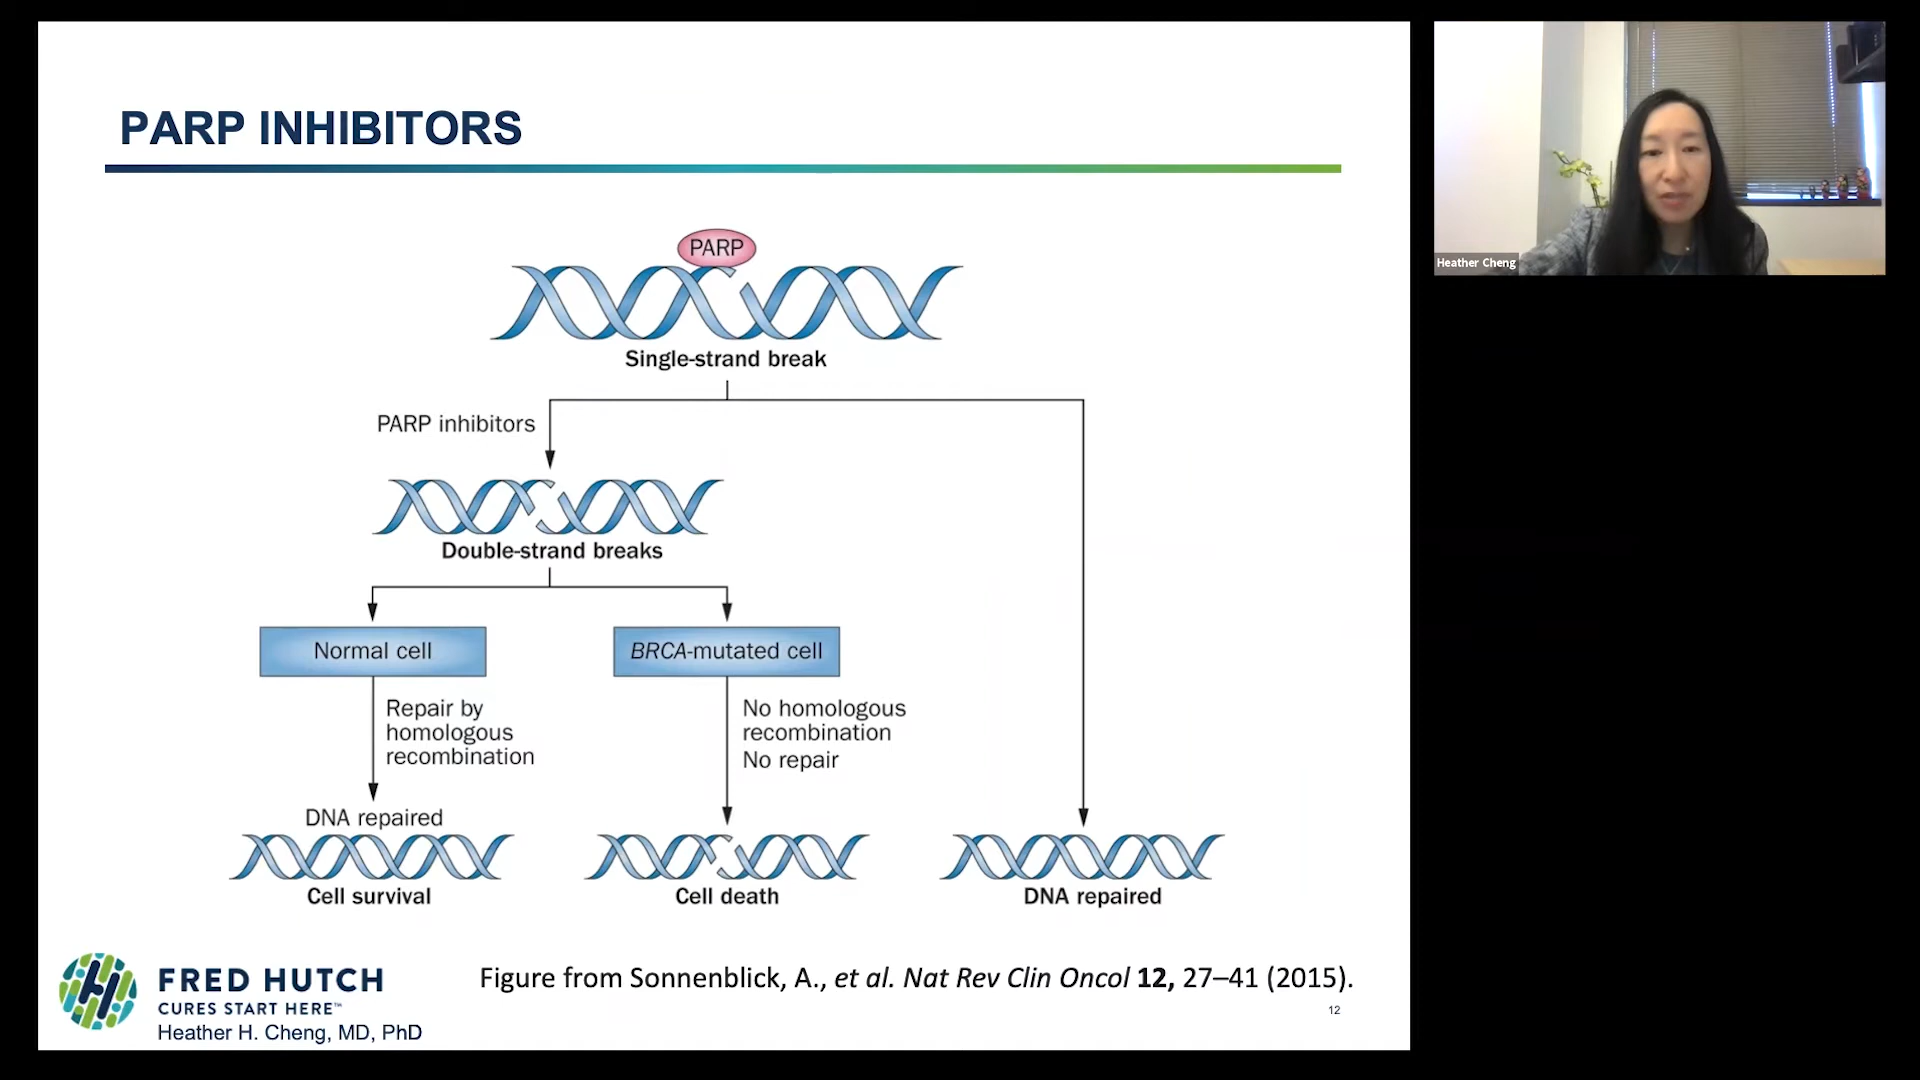 PARP INHIBITORS
PARP
Single-strand break
PARP inhibitors
Double-strand breaks
Normal cell
BRCA-mutated cell
Repair by
homologous
recombination
No homologous
recombination
No repair
DNA repaired
Cell survival
Cell death
DNA repaired
FRED HUTCH
CURES START HERE™
Heather H. Cheng, MD, PhD
Figure from Sonnenblick, A., et al. Nat Rev Clin Oncol 12, 27–41 (2015).
12
Heather Cheng